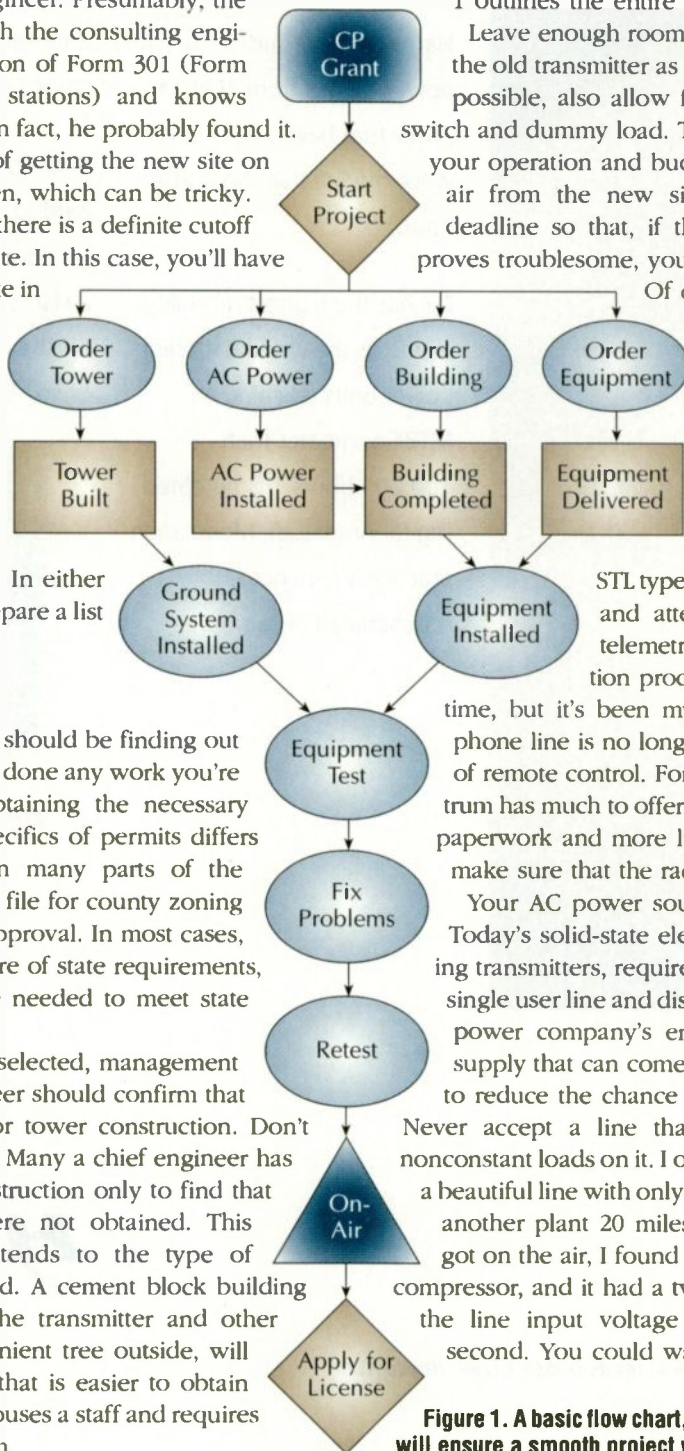 gineer. Presumably, the
h the consulting engi-
on of Form 301 (Form
stations) and knows
n fact, he probably found it.
of getting the new site on
en, which can be tricky.
there is a definite cutoff
te. In this case, you'll have
e in
In either
pare a list
should be finding out
done any work you're
btaining the necessary
ecifics of permits differs
n many parts of the
file for county zoning
pproval. In most cases,
re of state requirements,
needed to meet state
selected, management
eer should confirm that
or tower construction. Don't
Many a chief engineer has
struction only to find that
ere not obtained. This
tends to the type of
d. A cement block building
he transmitter and other
nient tree outside, will
that is easier to obtain
ouses a staff and requires
CP
Grant
Start
Project
Order
Tower
Order
AC Power
Order
Building
Order
Equipment
Tower
Built
AC Power
Installed
Building
Completed
Equipment
Delivered
Ground
System
Installed
Equipment
Installed
Equipment
Test
Fix
Problems
Retest
On-
Air
Apply for
License
1 outlines the entire
Leave enough room
the old transmitter as
possible, also allow f
switch and dummy load. T
your operation and buc
air from the new si
deadline so that, if th
proves troublesome, you
Of c
STL type
and atte
telemetr
tion proc
time, but it's been m
phone line is no long
of remote control. For
trum has much to offer
paperwork and more l
make sure that the rac
Your AC power sou
Today's solid-state ele
ing transmitters, require
single user line and dis
power company's en
supply that can come
to reduce the chance
Never accept a line tha
nonconstant loads on it. I o
a beautiful line with only
another plant 20 miles
got on the air, I found
compressor, and it had a tw
the line input voltage
second. You could wa
Figure 1. A basic flow chart,
will ensure a smooth project